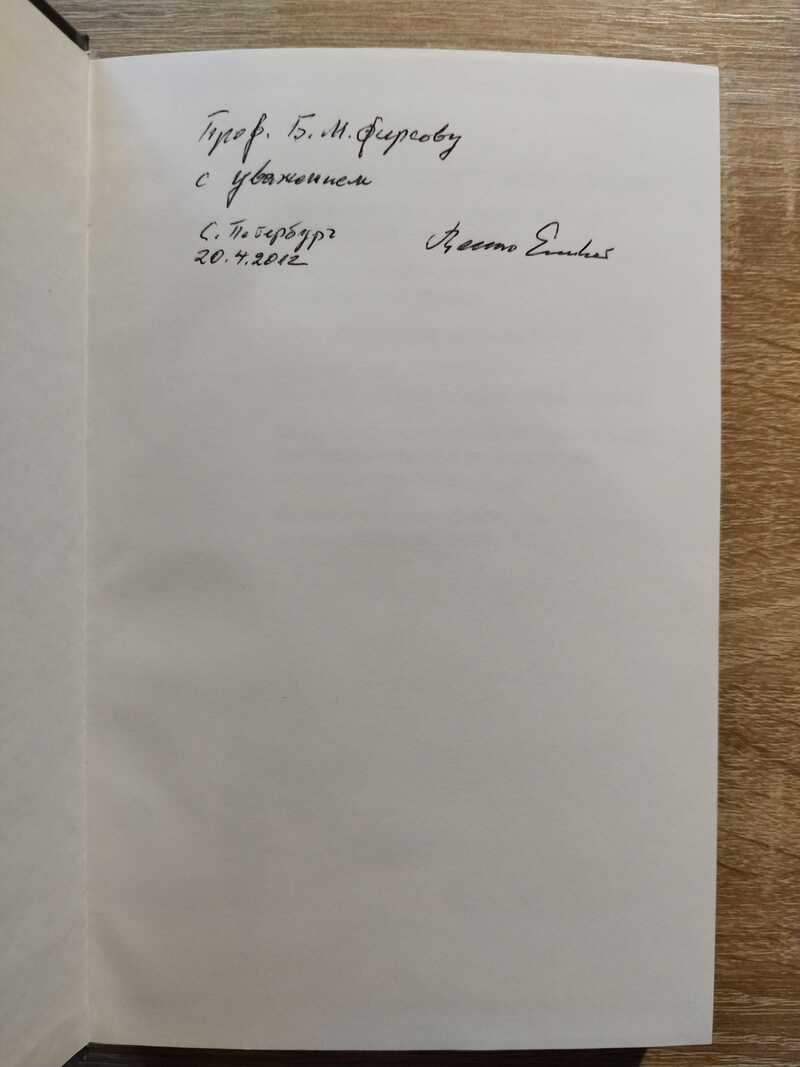 Проф. Б. М. Фирсову
с уважением
С. Петербург
20.4.2012